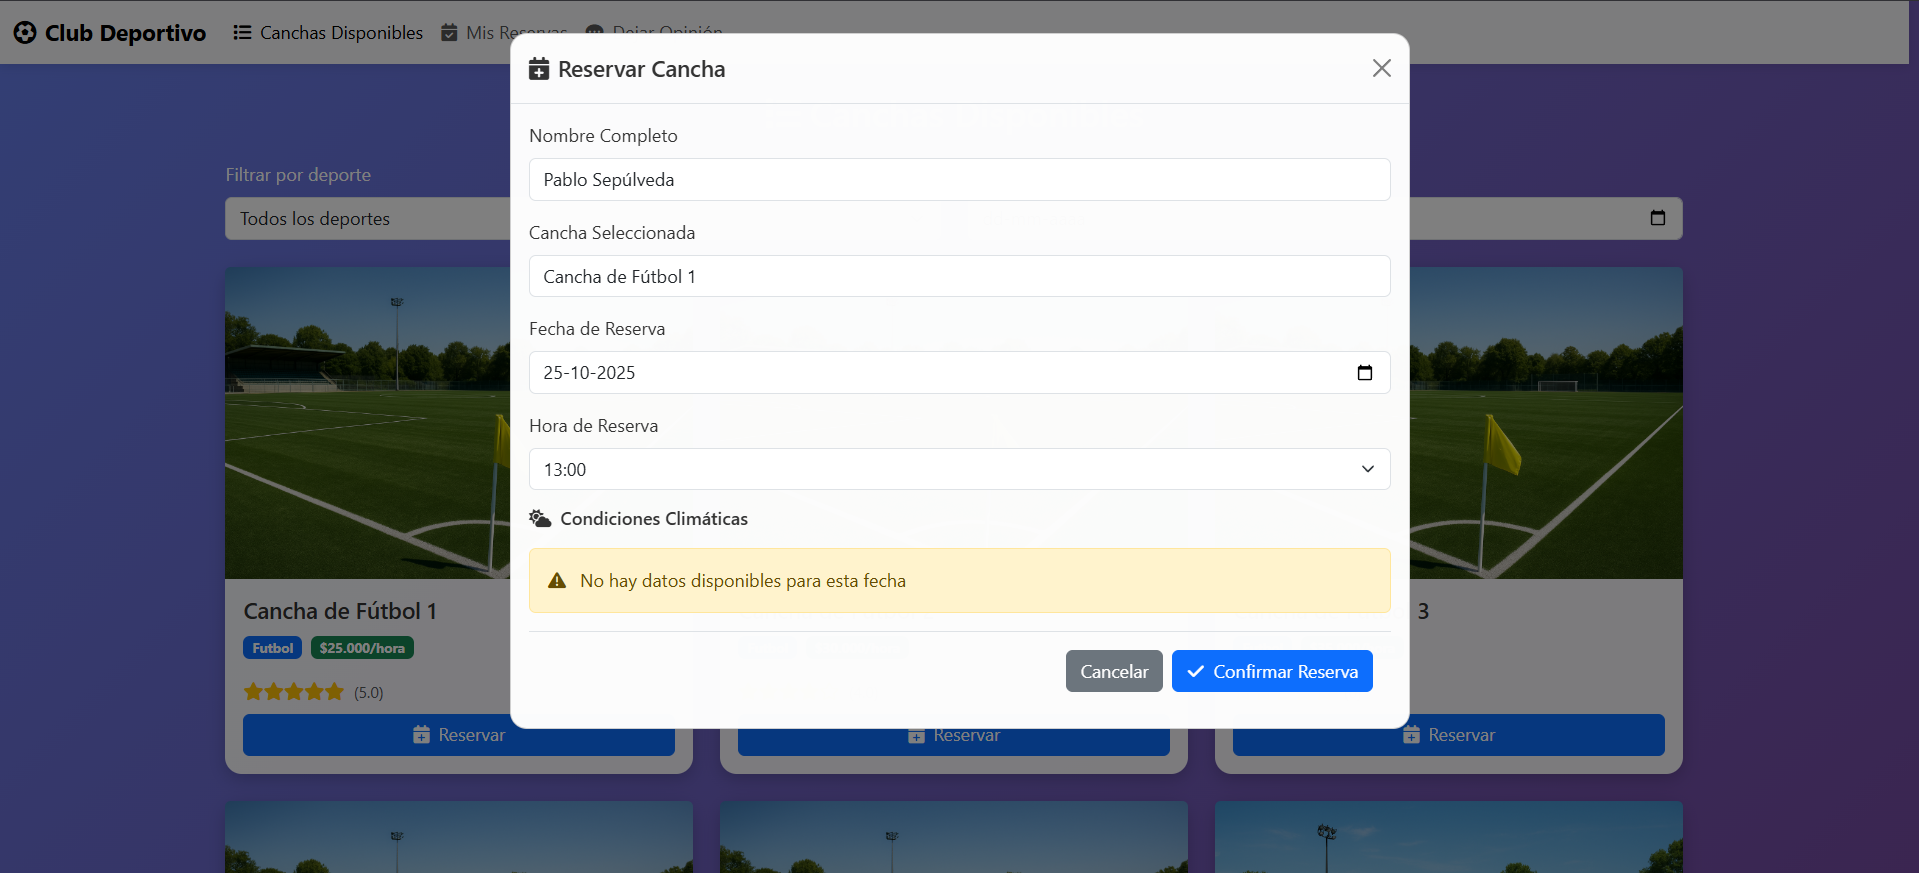 Club Deportivo
Canchas Disponibles
Mis Reservas
Dejar Opinión
Reservar Cancha
Nombre Completo
Pablo Sepúlveda
Cancha Seleccionada
Cancha de Fútbol 1
Fecha de Reserva
25-10-2025
Hora de Reserva
13:00
Condiciones Climáticas
No hay datos disponibles para esta fecha
Cancelar
Confirmar Reserva
Filtrar por deporte
Todos los deportes
Cancha de Fútbol 1
Futbol
$25.000/hora
(5.0)
Reservar
Reservar
3
Reservar